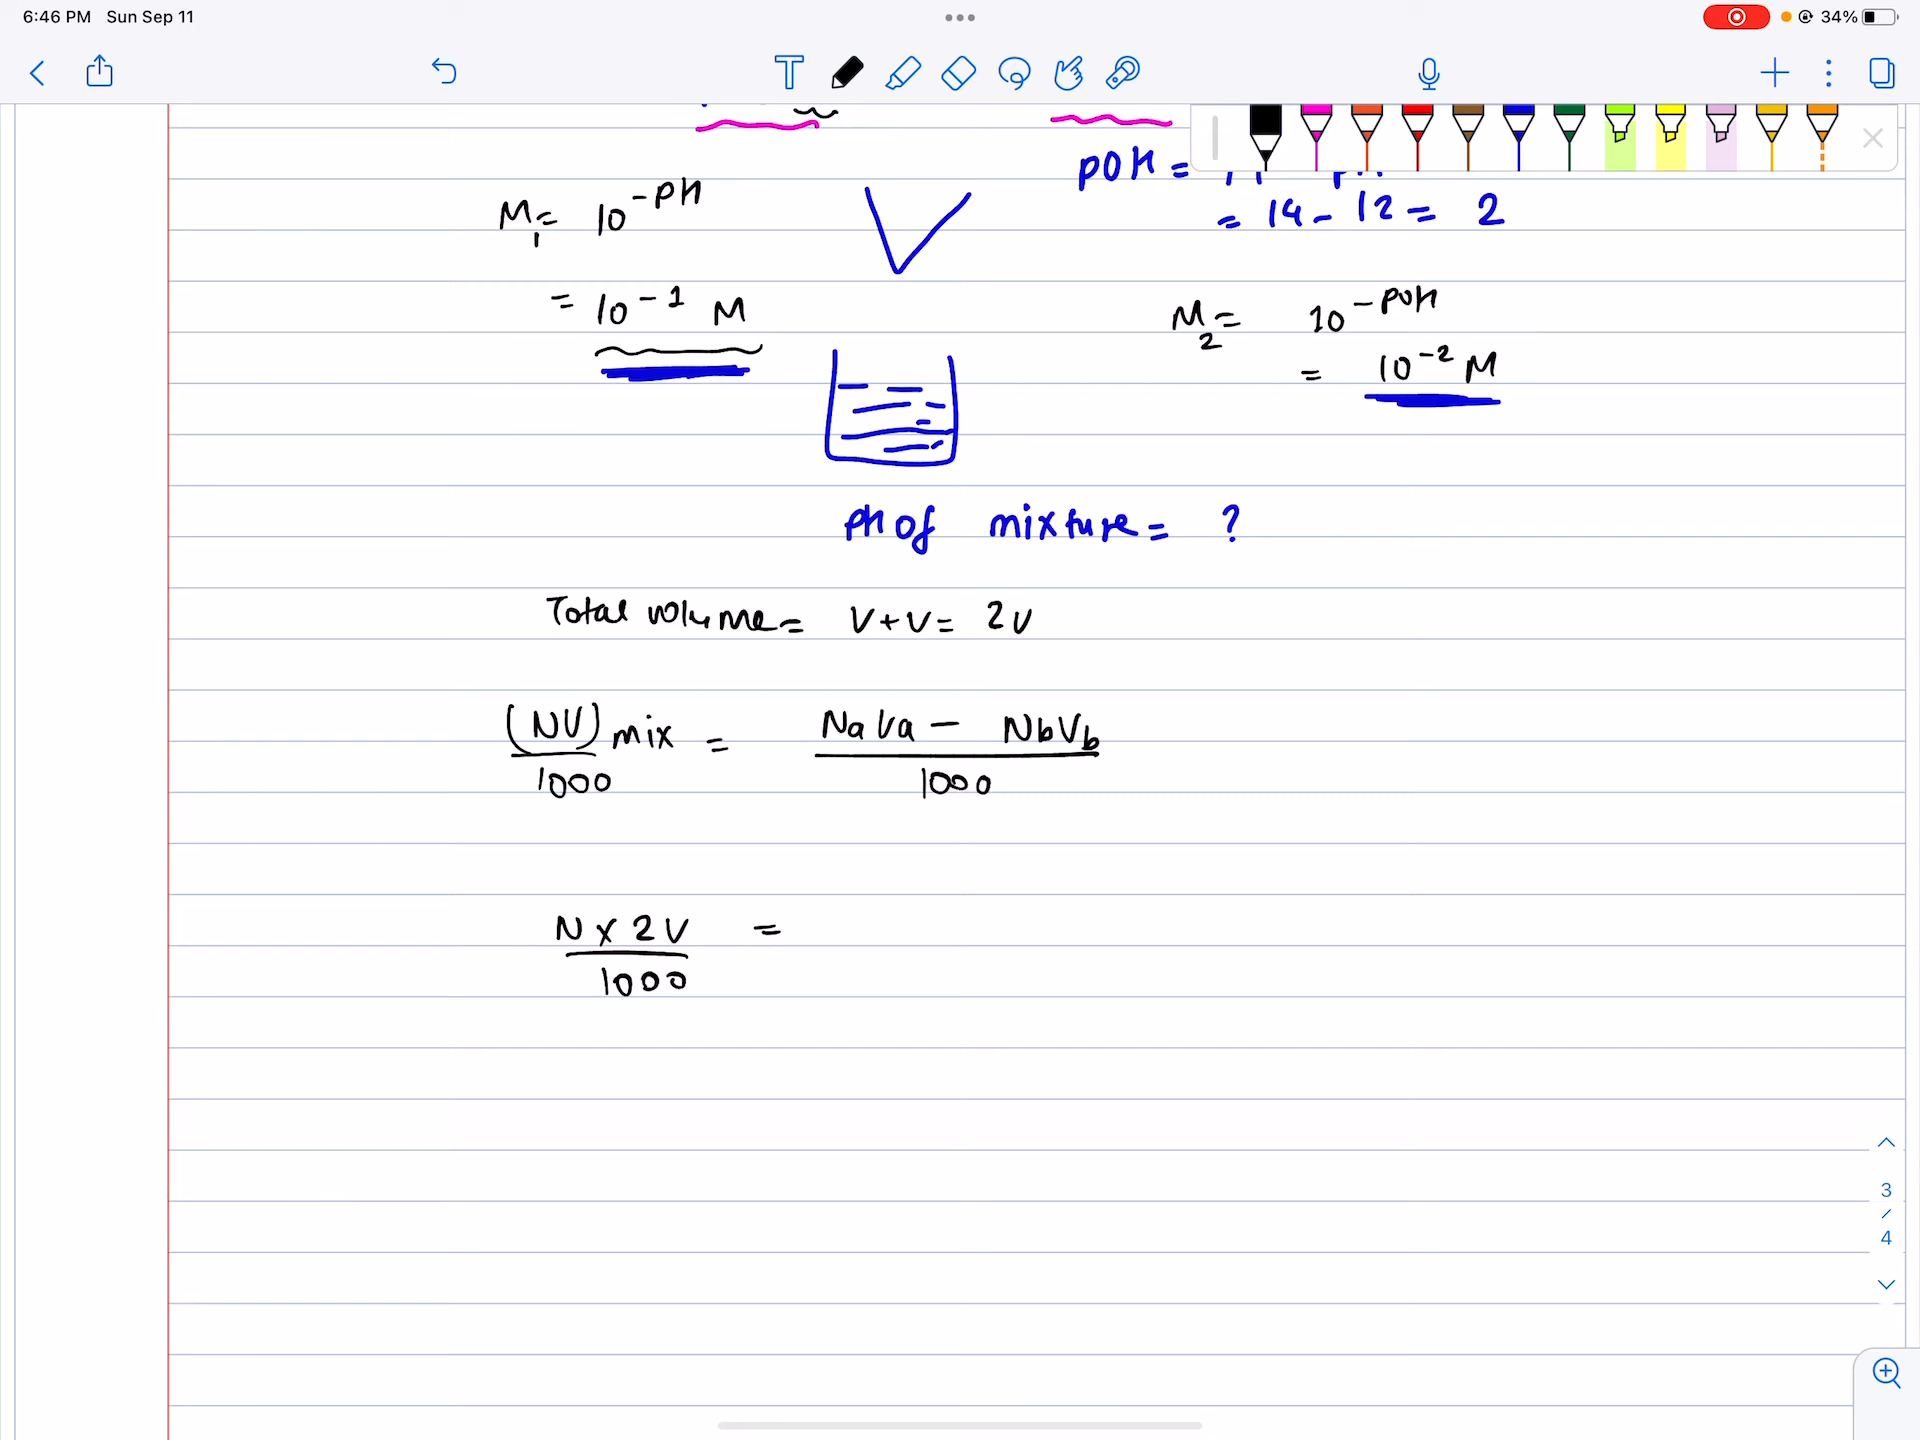 6:46 PM Sun Sep 11
34%
pOH =
= 14 - 12 = 2
M₁ = 10^-pH
= 10^-1 M
M₂ = 10^-pOH
= 10^-2 M
pH of mixture = ?
Total volume = V + V = 2V
(NV)mix / 1000 = NaVa - NbVb / 1000
N x 2V / 1000 =
3
/
4